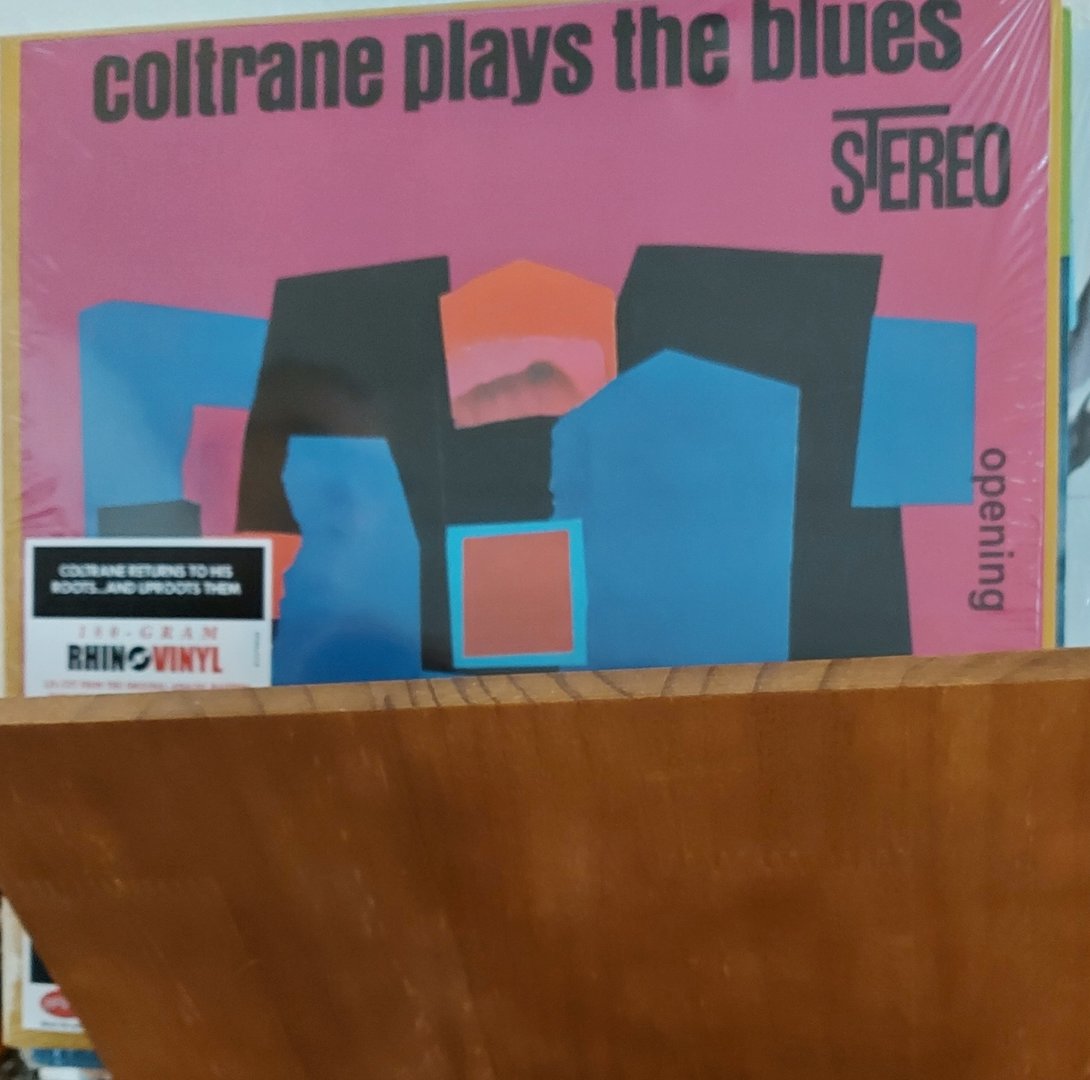 coltrane plays the blues
STEREO
opening
COLTRANE RETURNS TO HIS
ROOTS...AND UPROOTS THEM
180-GRAM
RHINO VINYL